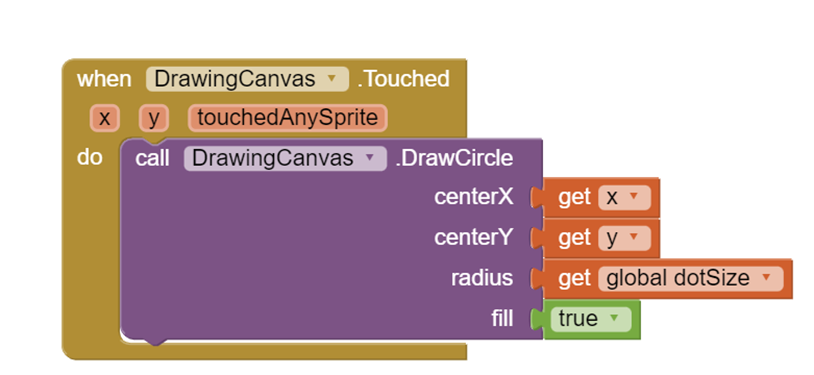 when DrawingCanvas .Touched
x y touchedAnySprite
do call DrawingCanvas .DrawCircle
centerX get x
centerY get y
radius get global dotSize
fill true